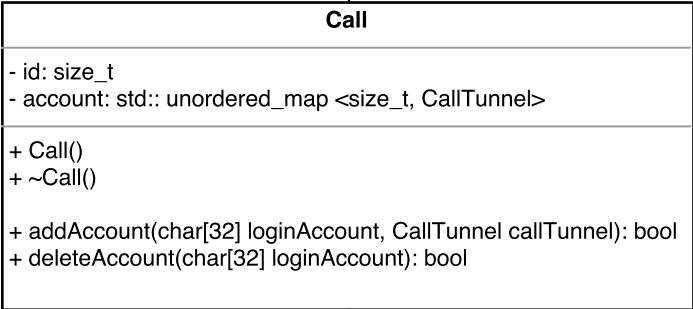 Call
- id: size_t
- account: std:: unordered_map <size_t, CallTunnel>
+ Call()
+ ~Call()
+ addAccount(char[32] loginAccount, CallTunnel callTunnel): bool
+ deleteAccount(char[32] loginAccount): bool